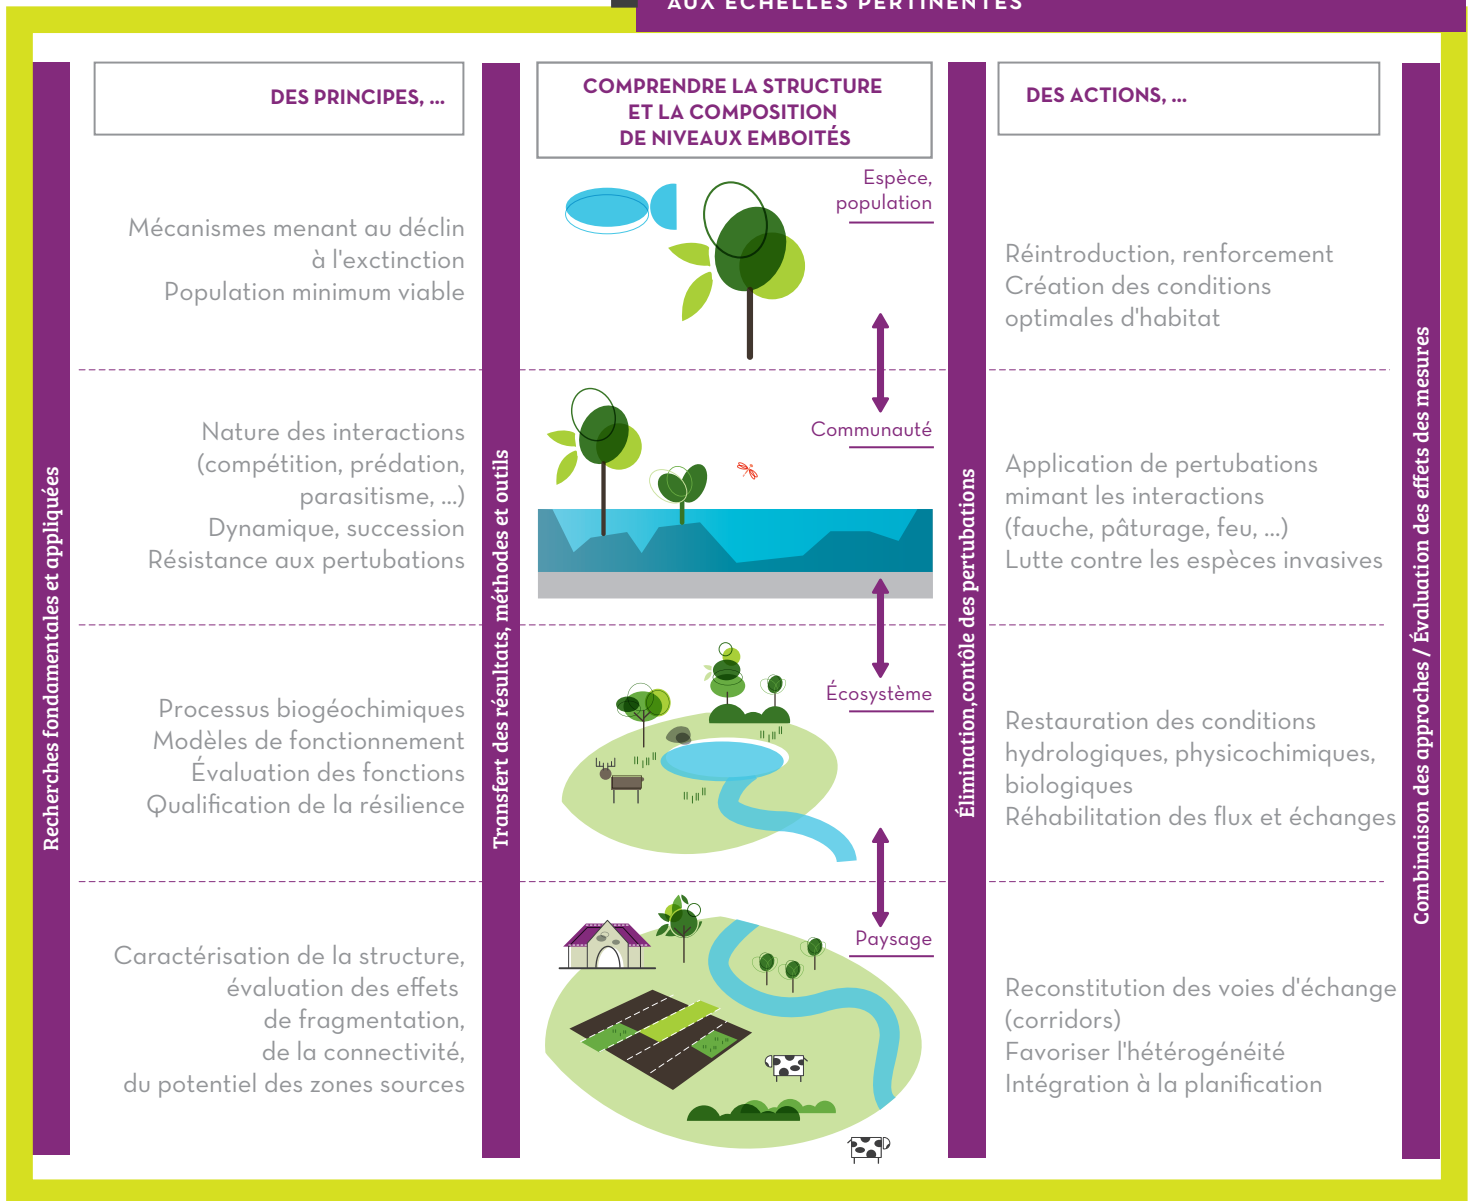 AUX ÉCHELLES PERTINENTES
DES PRINCIPES, ...
COMPRENDRE LA STRUCTURE
ET LA COMPOSITION
DE NIVEAUX EMBOITÉS
DES ACTIONS, ...
Recherches fondamentales et appliquées
Transfert des résultats, méthodes et outils
Élimination,contôle des pertubations
Combinaison des approches / Évaluation des effets des mesures
Mécanismes menant au déclin
à l'exctinction
Population minimum viable
Espèce,
population
Réintroduction, renforcement
Création des conditions
optimales d'habitat
Nature des interactions
(compétition, prédation,
parasitisme, ...)
Dynamique, succession
Résistance aux pertubations
Communauté
Application de pertubations
mimant les interactions
(fauche, pâturage, feu, ...)
Lutte contre les espèces invasives
Processus biogéochimiques
Modèles de fonctionnement
Évaluation des fonctions
Qualification de la résilience
Écosystème
Restauration des conditions
hydrologiques, physicochimiques,
biologiques
Réhabilitation des flux et échanges
Caractérisation de la structure,
évaluation des effets
de fragmentation,
de la connectivité,
du potentiel des zones sources
Paysage
Reconstitution des voies d'échange
(corridors)
Favoriser l'hétérogénéité
Intégration à la planification